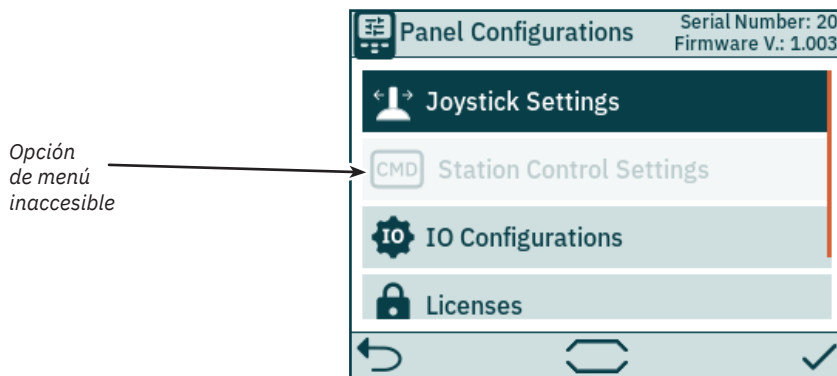 Panel Configurations
Serial Number: 20
Firmware V.: 1.003
Joystick Settings
Opción
de menú
inaccesible
CMD
Station Control Settings
IO
IO Configurations
Licenses